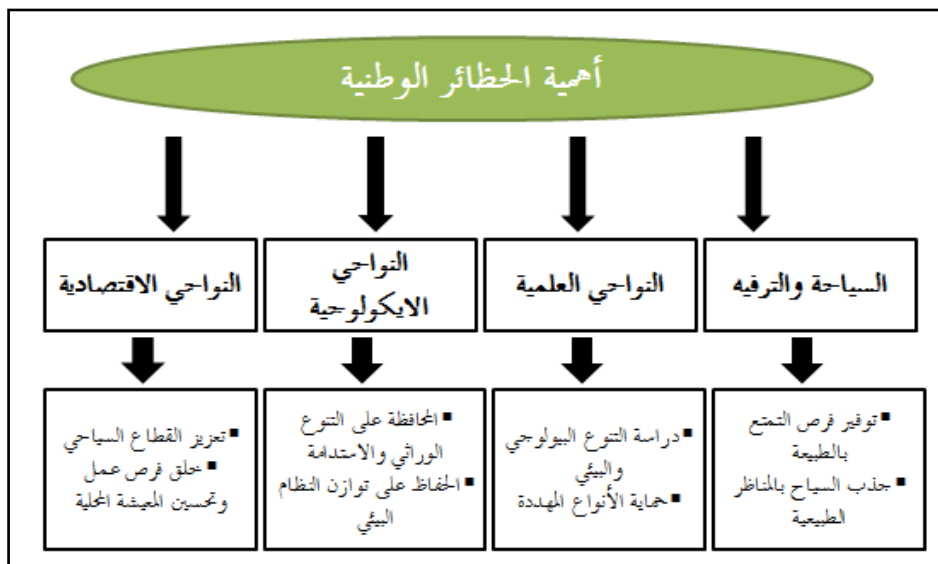 أهمية الحظائر الوطنية
السياحة والترفيه
النواحي العلمية
النواحي
الايكولوجية
النواحي الاقتصادية
▪ توفير فرص التمتع
بالطبيعة
▪ جذب السياح بالمناظر
الطبيعية
▪ دراسة التنوع البيولوجي
والبيئي
▪ حماية الأنواع المهددة
▪ المحافظة على التنوع
الوراثي والاستدامة
▪ الحفاظ على توازن النظام
البيئي
▪ تعزيز القطاع السياحي
▪ خلق فرص عمل
وتحسين المعيشة المحلية